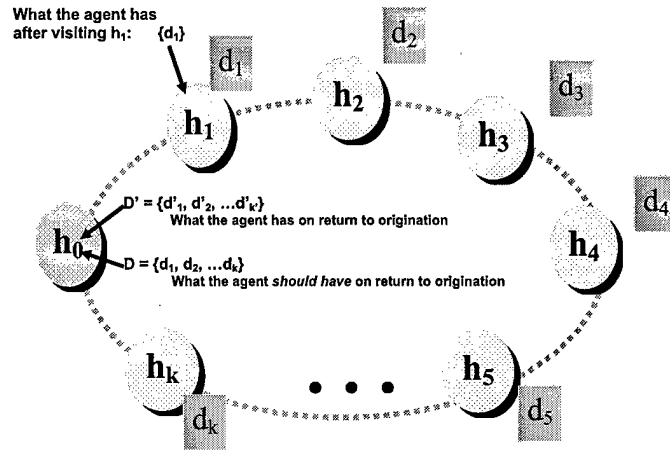 What the agent has
after visiting h₁: {d₁}
d₁
d₂
d₃
d₄
h₁
h₂
h₃
h₄
h₀
D' = {d'₁, d'₂, ...d'ₖ'}
What the agent has on return to origination
D = {d₁, d₂, ...dₖ}
What the agent should have on return to origination
hₖ
dₖ
• • •
h₅
d₅